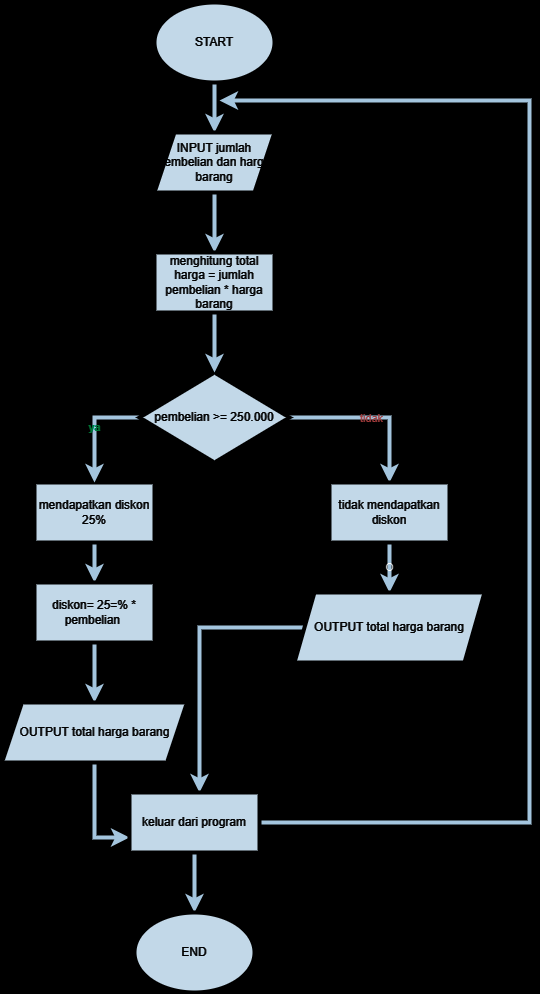 START
INPUT jumlah
embelian dan harg
barang
menghitung total
harga = jumlah
pembelian * harga
barang
pembelian >= 250.000
ya
tidak
mendapatkan diskon
25%
tidak mendapatkan
diskon
diskon= 25=% *
pembelian
OUTPUT total harga barang
OUTPUT total harga barang
keluar dari program
END